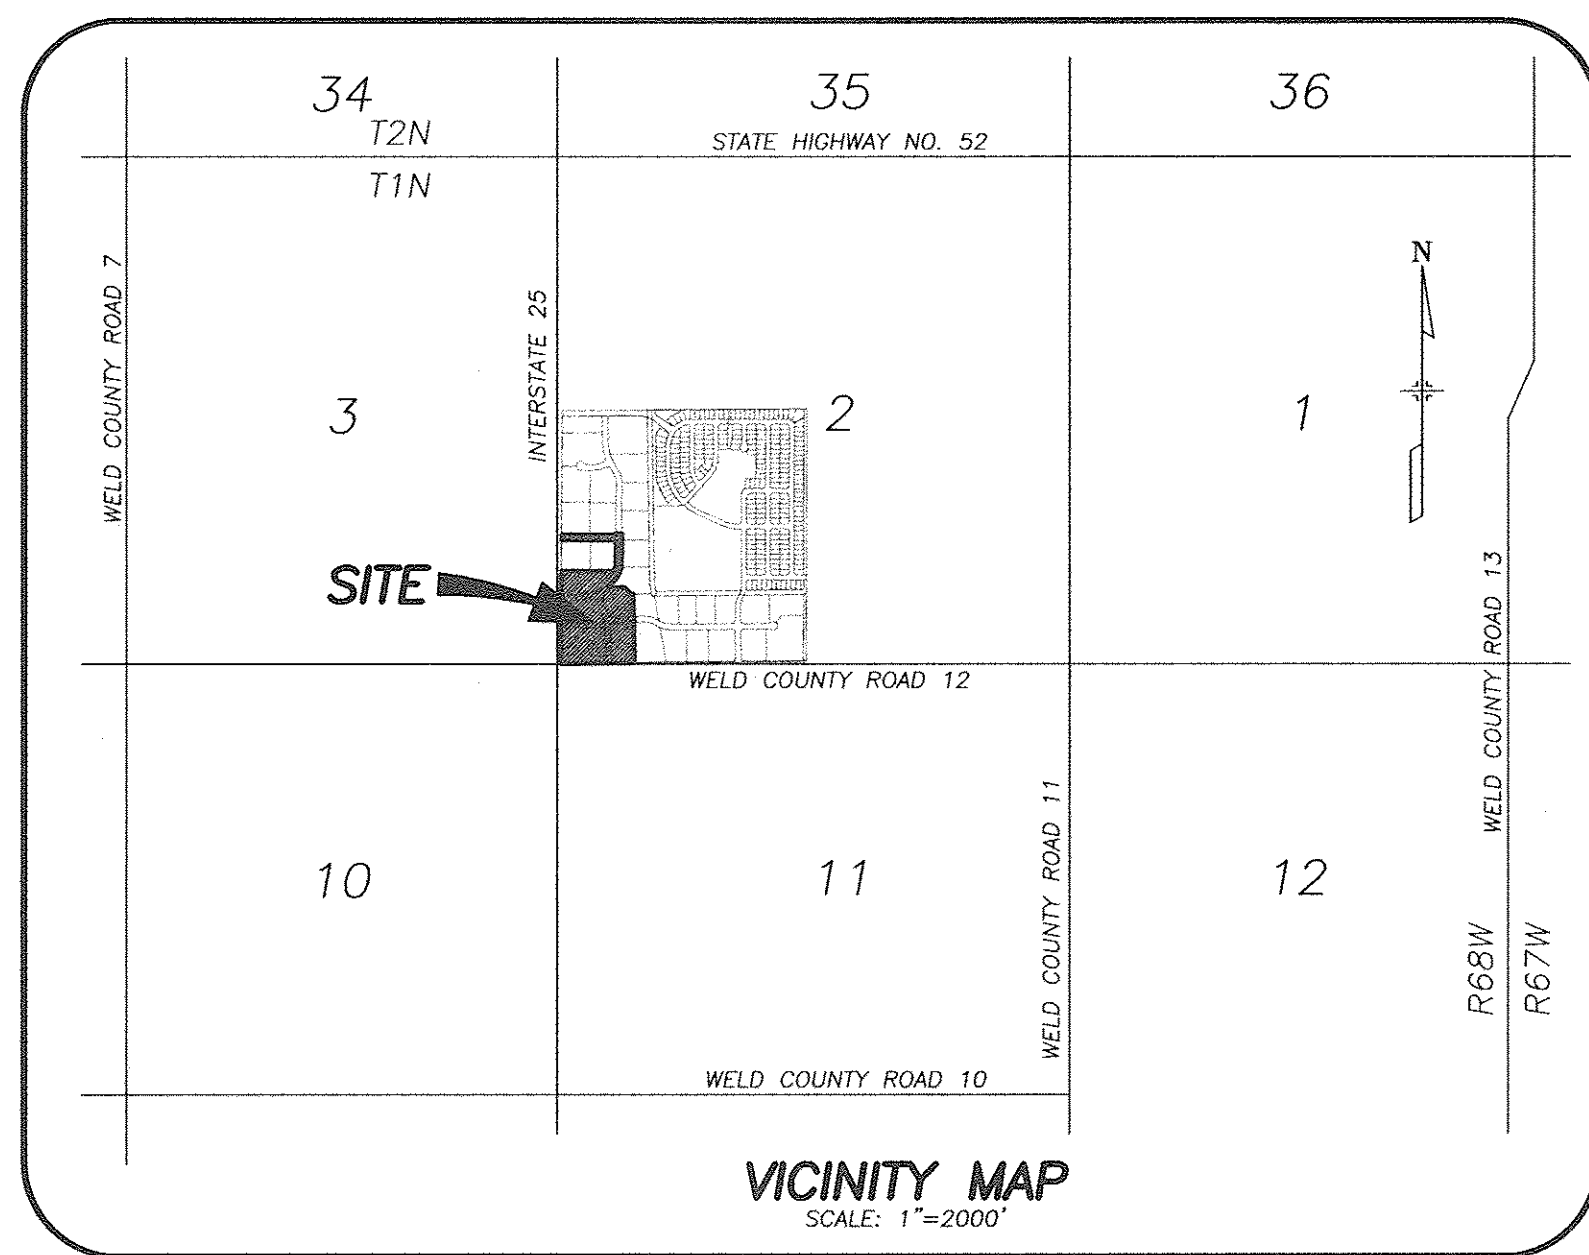 34
35
36
T2N
STATE HIGHWAY NO. 52
T1N
WELD COUNTY ROAD 7
INTERSTATE 25
N
3
2
1
SITE
WELD COUNTY ROAD 13
WELD COUNTY ROAD 12
10
11
12
WELD COUNTY ROAD 11
R68W
R67W
WELD COUNTY ROAD 10
VICINITY MAP
SCALE: 1"=2000'